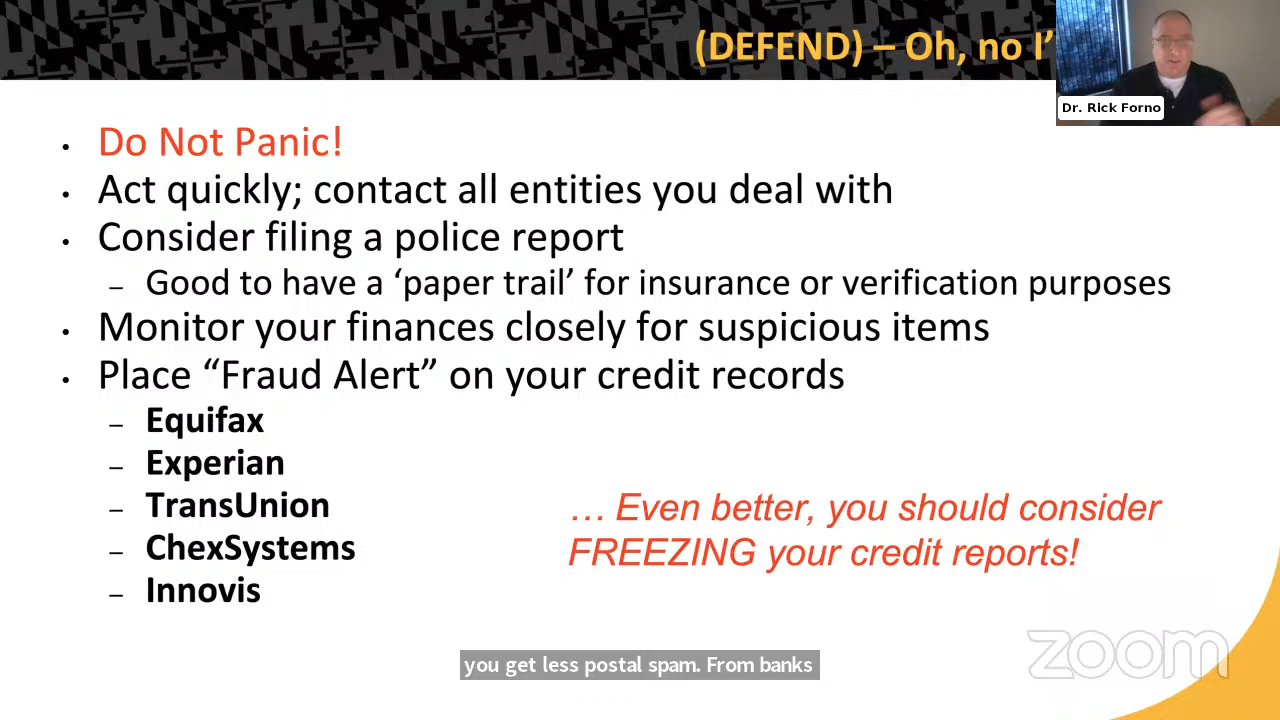 (DEFEND) – Oh, no I’
Dr. Rick Forno
• Do Not Panic!
• Act quickly; contact all entities you deal with
• Consider filing a police report
– Good to have a ‘paper trail’ for insurance or verification purposes
• Monitor your finances closely for suspicious items
• Place “Fraud Alert” on your credit records
– Equifax
– Experian
– TransUnion
– ChexSystems
– Innovis
… Even better, you should consider
FREEZING your credit reports!
zoom
you get less postal spam. From banks